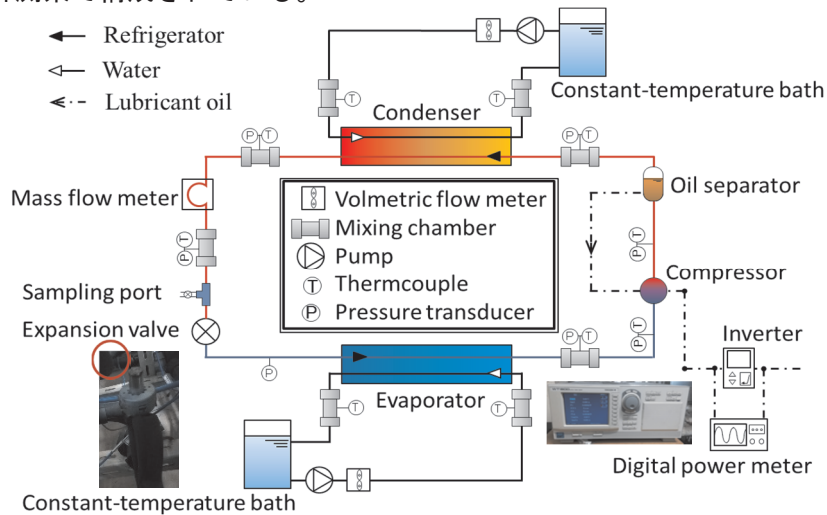 Refrigerator
Water
Lubricant oil
Constant-temperature bath
Condenser
T
T
P T
P T
Mass flow meter
Oil separator
Volmetric flow meter
Mixing chamber
Pump
T Thermcouple
P Pressure transducer
P T
P T
Compressor
Sampling port
Expansion valve
P T
P T
Inverter
P
Evaporator
T
T
Digital power meter
Constant-temperature bath